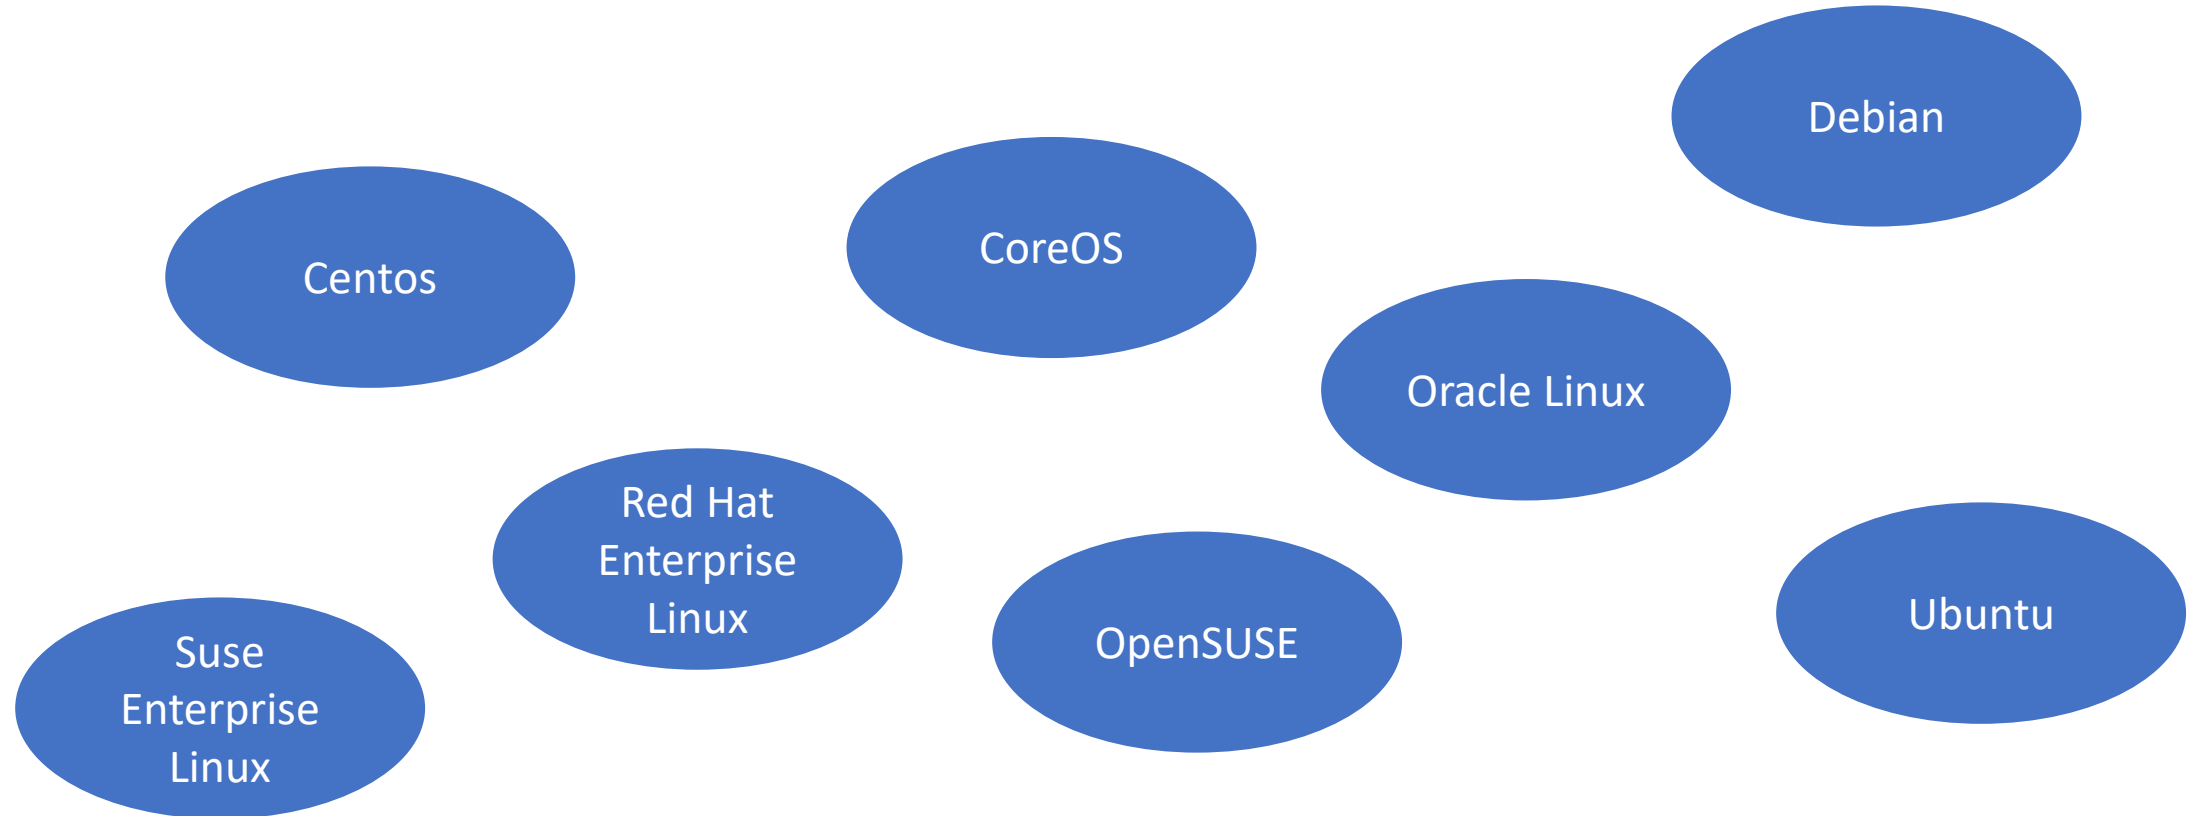 Debian
CoreOS
Centos
Oracle Linux
Red Hat
Enterprise
Linux
Ubuntu
OpenSUSE
Suse
Enterprise
Linux